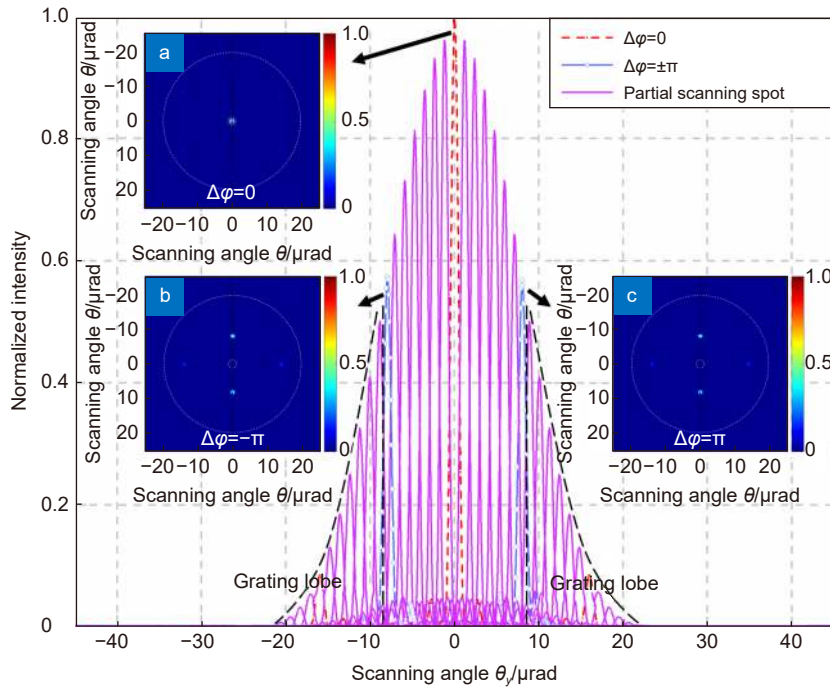 1.0
0.8
0.6
0.4
0.2
0
Normalized intensity
−40
−30
−20
−10
0
10
20
30
40
Scanning angle θy/μrad
Δφ=0
Δφ=±π
Partial scanning spot
a
−20
−10
0
10
20
Scanning angle θ/μrad
Δφ=0
−20 −10 0 10 20
Scanning angle θ/μrad
1.0
0.5
0
b
−20
−10
0
10
20
Scanning angle θ/μrad
Δφ=−π
−20 −10 0 10 20
Scanning angle θ/μrad
1.0
0.5
0
c
−20
−10
0
10
20
Scanning angle θ/μrad
Δφ=π
−20 −10 0 10 20
Scanning angle θ/μrad
1.0
0.5
0
Grating lobe
Grating lobe